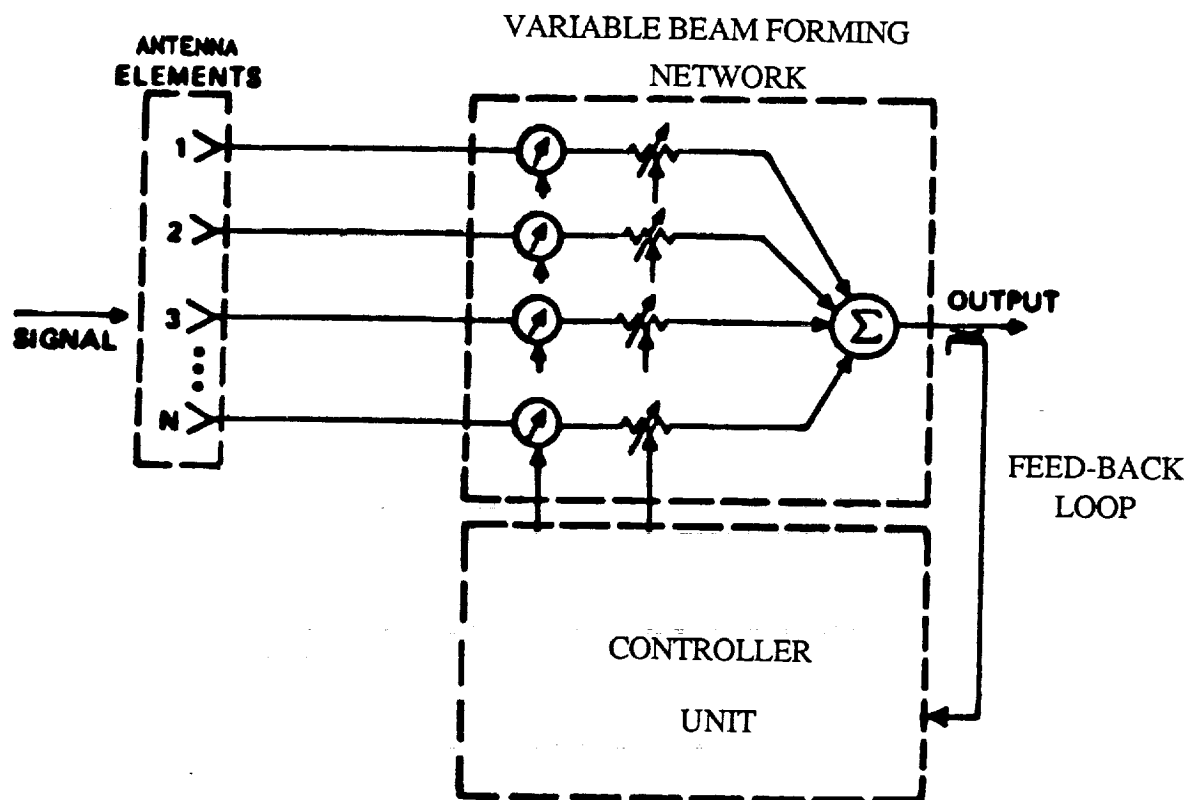 VARIABLE BEAM FORMING
NETWORK
ANTENNA
ELEMENTS
1
2
3
N
SIGNAL
Σ
OUTPUT
FEED-BACK
LOOP
CONTROLLER
UNIT